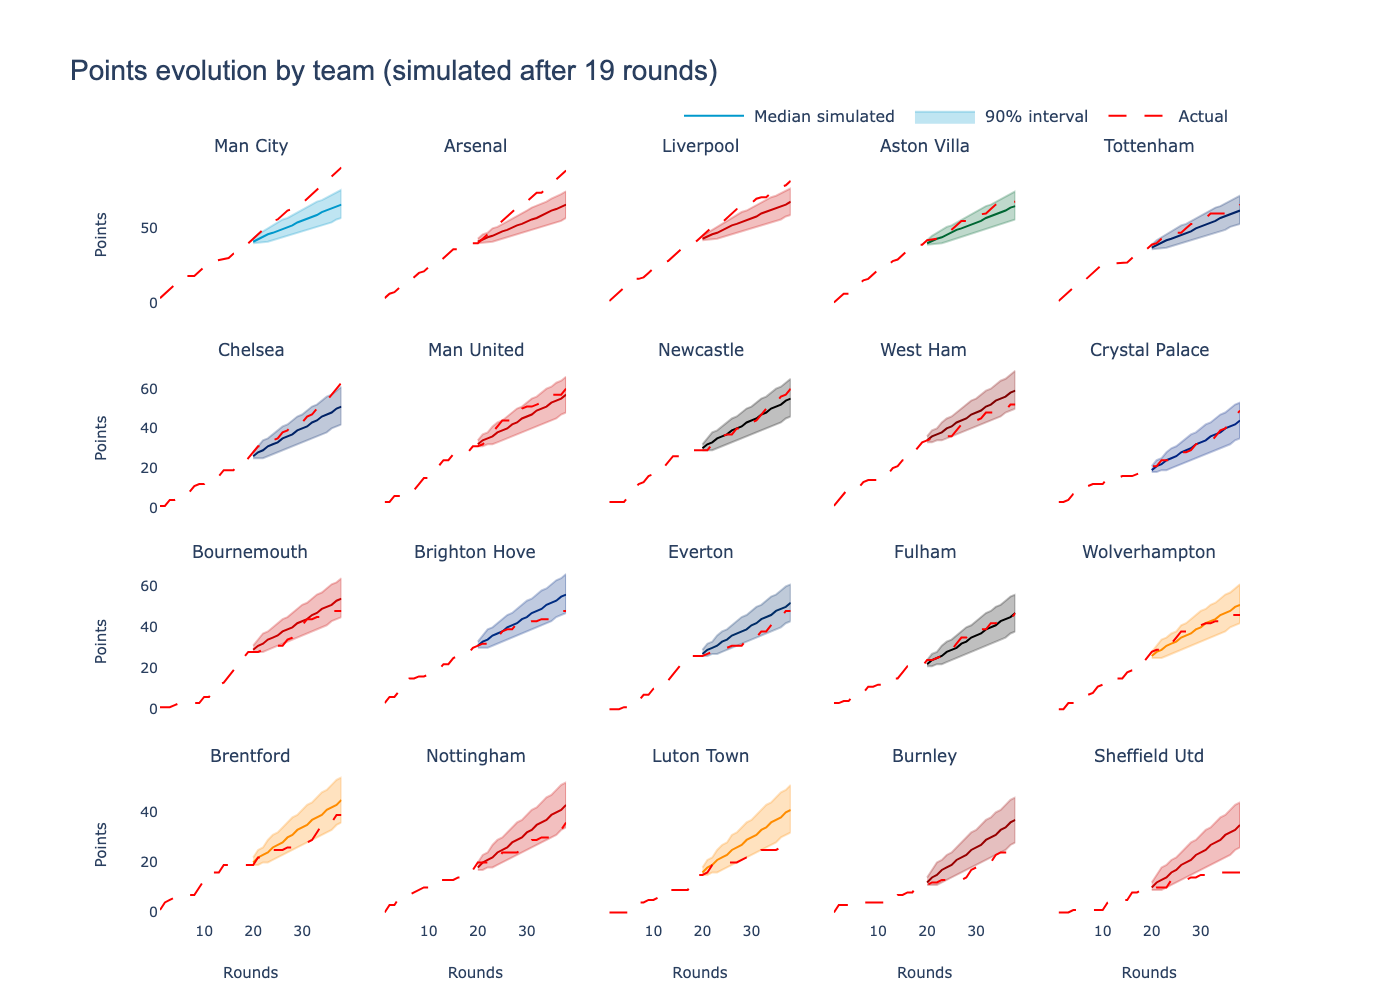 Points evolution by team (simulated after 19 rounds)
Median simulated 90% interval Actual
Man City Arsenal Liverpool Aston Villa Tottenham
Points
50
0
Chelsea Man United Newcastle West Ham Crystal Palace
Points
60
40
20
0
Bournemouth Brighton Hove Everton Fulham Wolverhampton
Points
60
40
20
0
Brentford Nottingham Luton Town Burnley Sheffield Utd
Points
40
20
0
10 20 30 10 20 30 10 20 30 10 20 30 10 20 30
Rounds Rounds Rounds Rounds Rounds